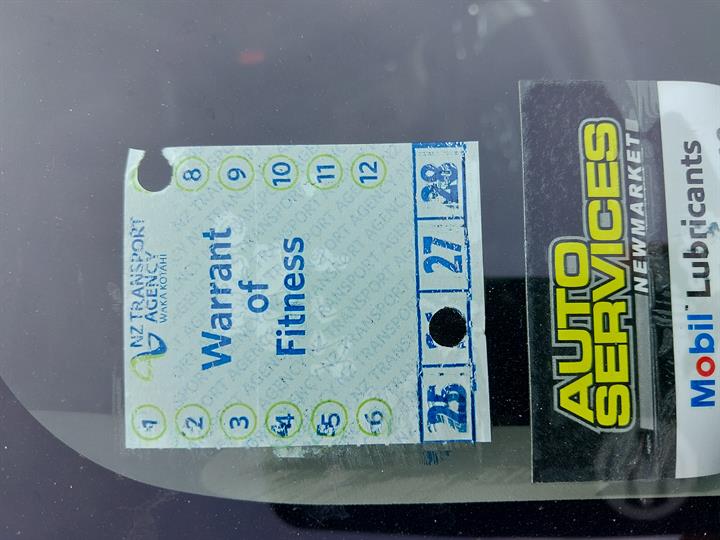 NZ TRANSPORT
AGENCY
WAKA KOTAHI
1
2 8
3 9
4 10
5 11
6 12
Warrant
of
Fitness
25 27 28
AUTO
SERVICES
NEWMARKET
Mobil™ Lubricants